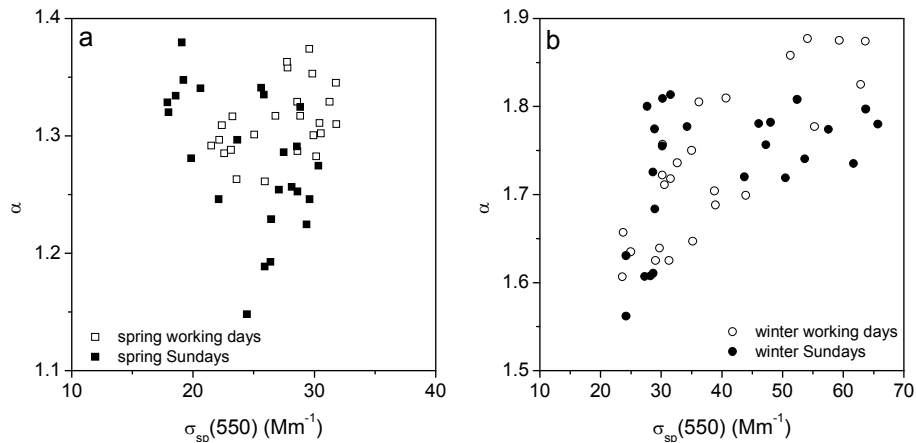 a
1.4
1.3
1.2
1.1
α
□ spring working days
■ spring Sundays
10 20 30 40
σsp(550) (Mm⁻¹)
b
1.9
1.8
1.7
1.6
1.5
α
○ winter working days
● winter Sundays
10 20 30 40 50 60 70
σsp(550) (Mm⁻¹)